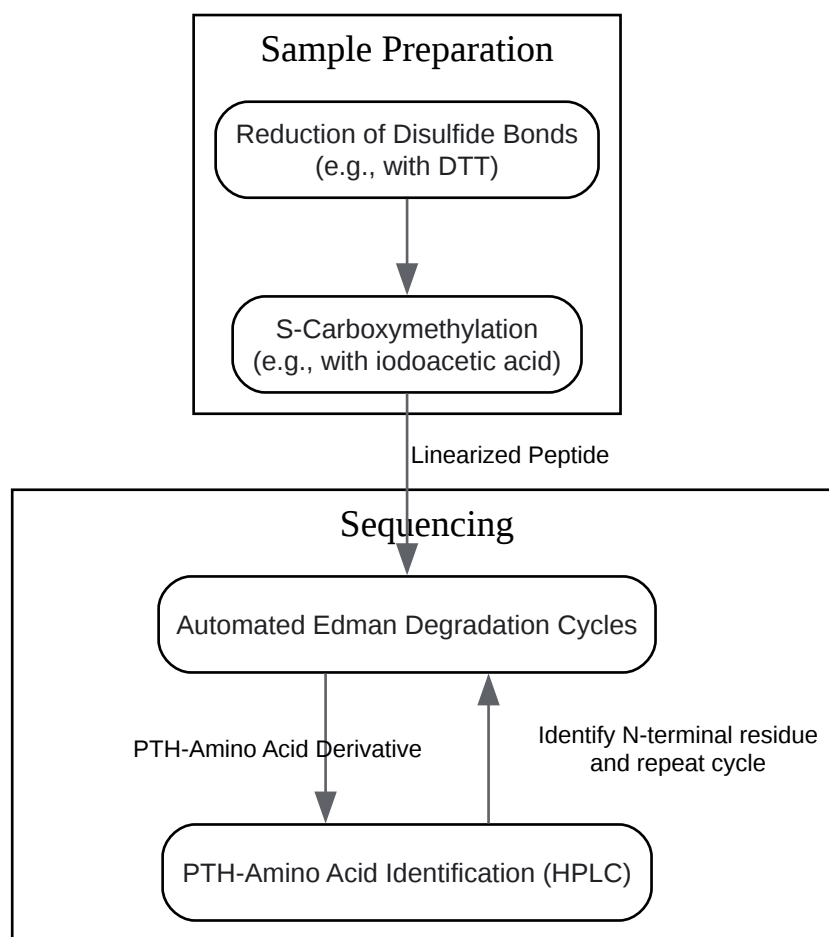 Sample Preparation
Reduction of Disulfide Bonds
(e.g., with DTT)
S-Carboxymethylation
(e.g., with iodoacetic acid)
Linearized Peptide
Sequencing
Automated Edman Degradation Cycles
PTH-Amino Acid Derivative
Identify N-terminal residue
and repeat cycle
PTH-Amino Acid Identification (HPLC)